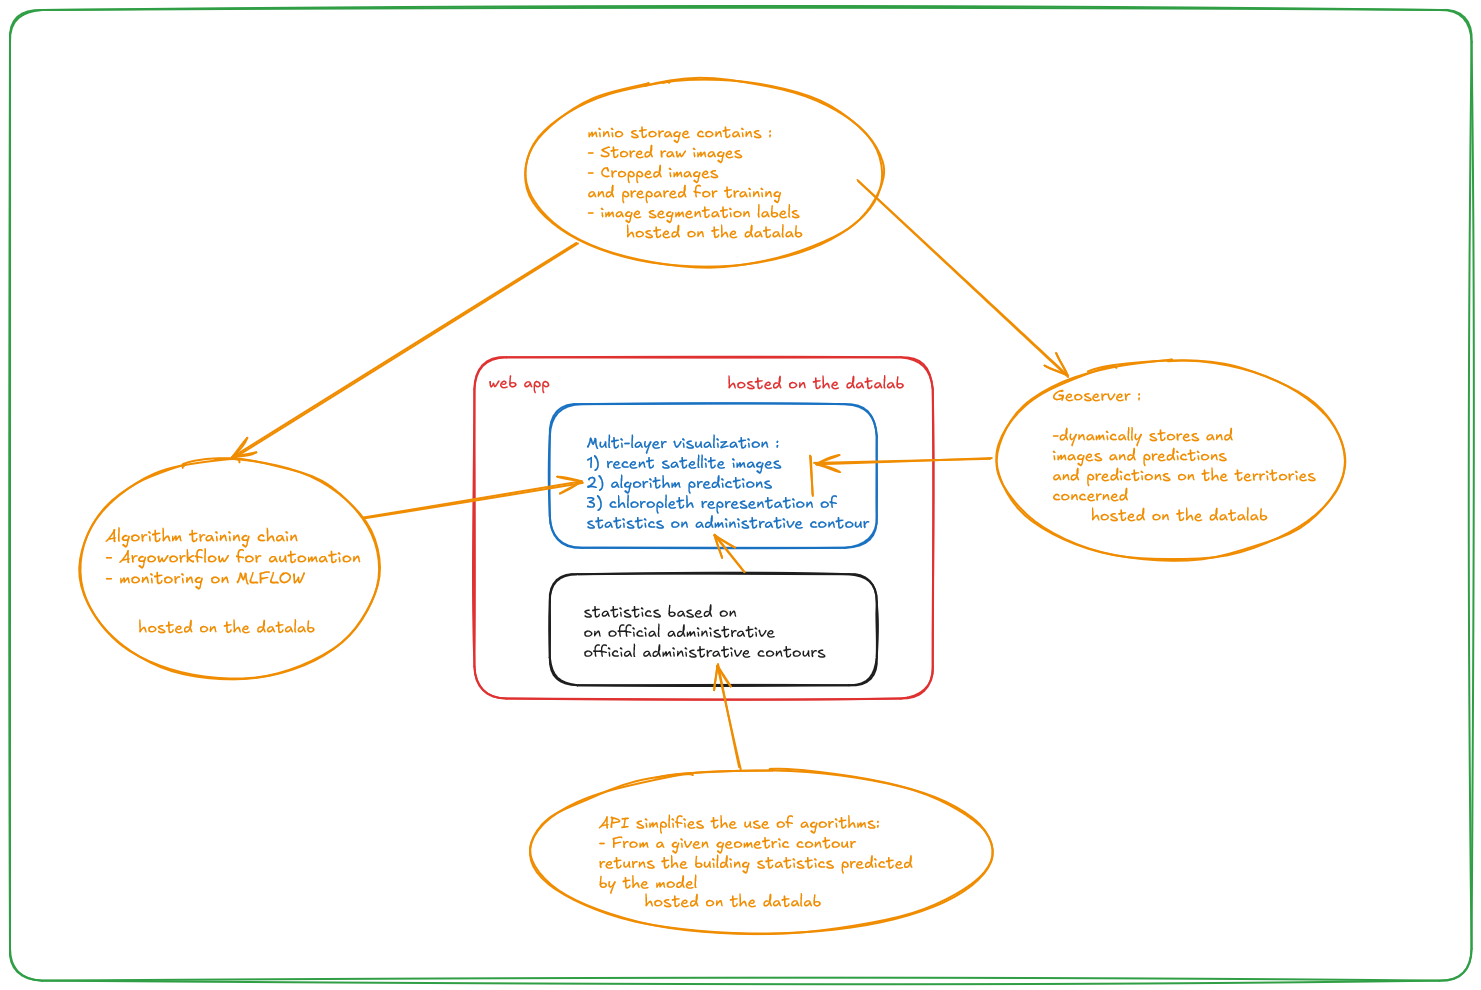 minio storage contains :
- Stored raw images
- Cropped images
and prepared for training
- image segmentation labels
hosted on the datalab
web app
hosted on the datalab
Multi-layer visualization :
1) recent satellite images
2) algorithm predictions
3) chloropleth representation of
statistics on administrative contour
Geoserver :
-dynamically stores and
images and predictions
and predictions on the territories
concerned
hosted on the datalab
Algorithm training chain
- Argoworkflow for automation
- monitoring on MLFLOW
hosted on the datalab
statistics based on
on official administrative
official administrative contours
API simplifies the use of agorithms:
- From a given geometric contour
returns the building statistics predicted
by the model
hosted on the datalab